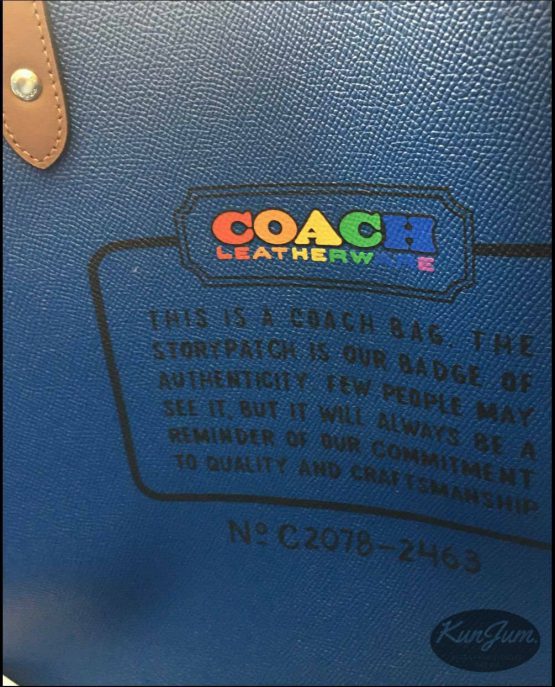 COACH
LEATHERWARE
THIS IS A COACH BAG. THE
STORYPATCH IS OUR BADGE OF
AUTHENTICITY. FEW PEOPLE MAY
SEE IT, BUT IT WILL ALWAYS BE A
REMINDER OF OUR COMMITMENT
TO QUALITY AND CRAFTSMANSHIP
Nº C2078-2463
KunJum.